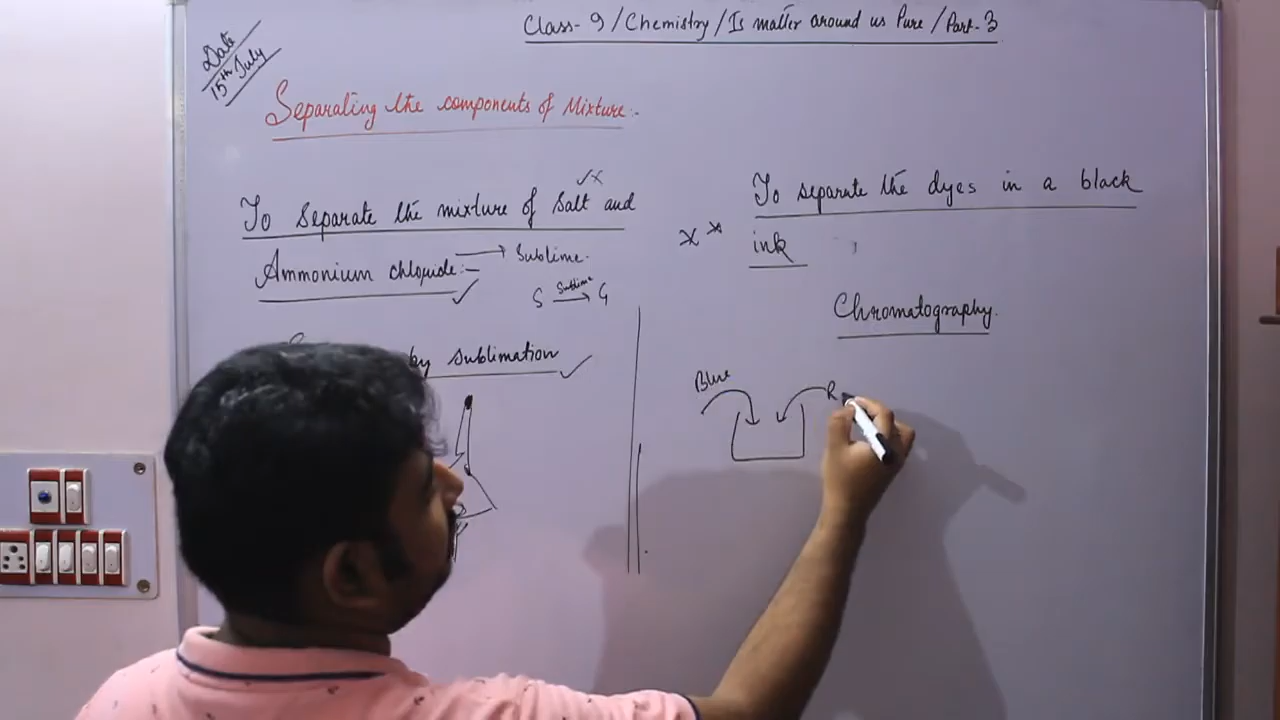 Class-9/Chemistry/Is matter around us Pure/Part-3
Date
15th July
Separating the components of Mixture:-
To separate the mixture of Salt and
Ammonium chloride:- → Sublime.
S Sublime → G
by sublimation
To separate the dyes in a black
ink
Chromatography
Blue
R